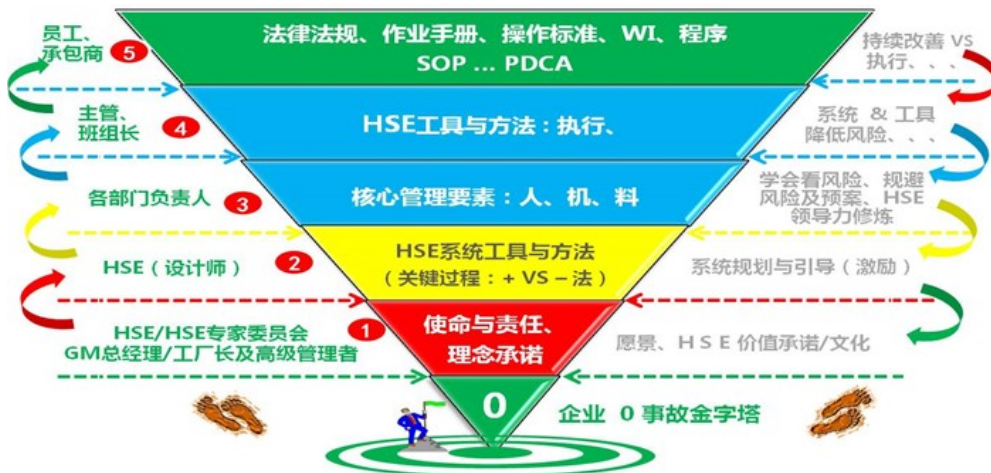 员工、
承包商
5
法律法规、作业手册、操作标准、WI、程序
SOP ... PDCA
持续改善 VS
执行、、、
主管、
班组长
4
HSE工具与方法：执行、
系统 & 工具
降低风险、、、
各部门负责人
3
核心管理要素：人、机、料
学会看风险、规避
风险及预案、HSE
领导力修炼
HSE（设计师）
2
HSE系统工具与方法
（关键过程：+ VS – 法）
系统规划与引导（激励）
HSE/HSE专家委员会
GM总经理/工厂长及高级管理者
1
使命与责任、
理念承诺
愿景、HSE 价值承诺/文化
0
企业 0 事故金字塔